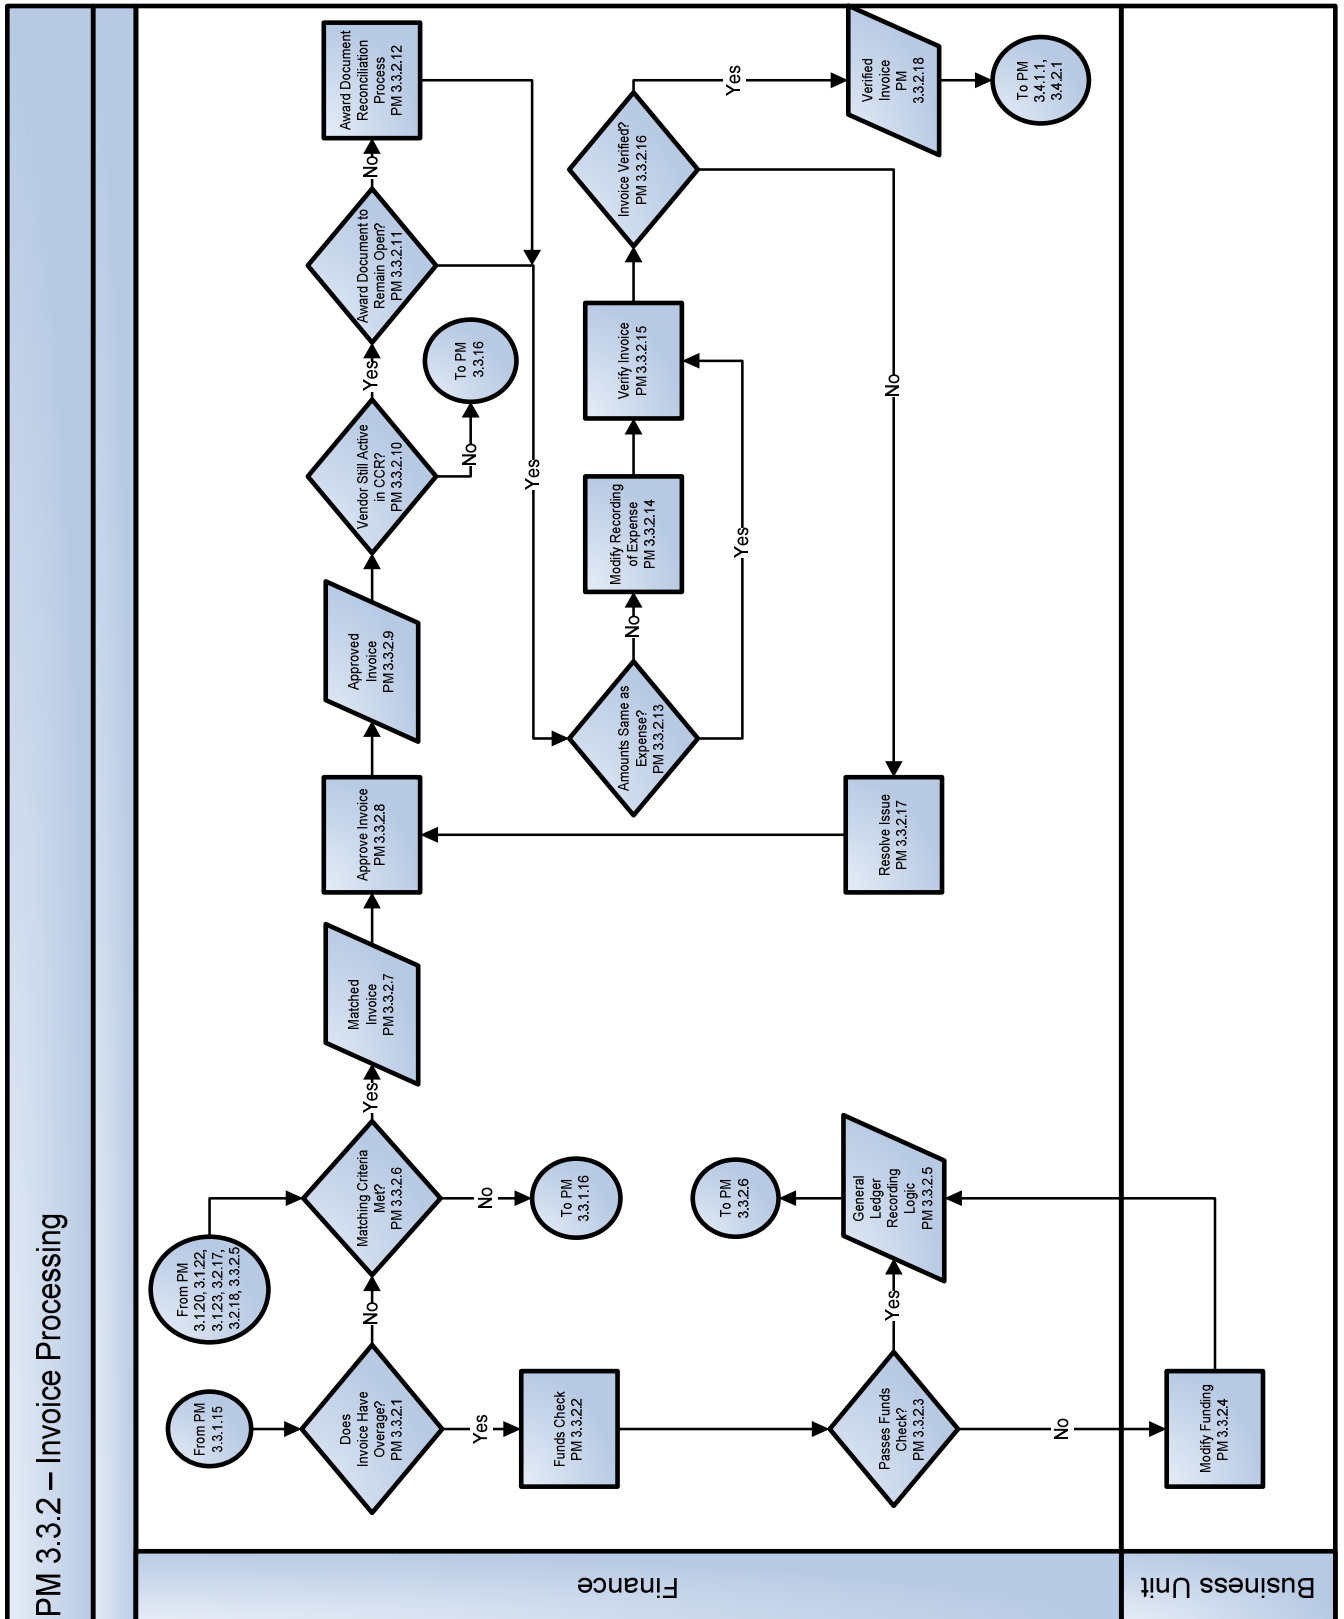 PM 3.3.2 – Invoice Processing
Finance
Business Unit
From PM
3.3.1.15
Does
Invoice Have
Overage?
PM 3.3.2.1
No
Yes
Funds Check
PM 3.3.2.2
Passes Funds
Check?
PM 3.3.2.3
Yes
No
Modify Funding
PM 3.3.2.4
General
Ledger
Recording
Logic
PM 3.3.2.5
To PM
3.3.2.6
From PM
3.1.20, 3.1.22,
3.1.23, 3.2.17,
3.2.18, 3.3.2.5
Matching Criteria
Met?
PM 3.3.2.6
No
To PM
3.3.1.16
Yes
Matched
Invoice
PM 3.3.2.7
Approve Invoice
PM 3.3.2.8
Approved
Invoice
PM 3.3.2.9
Vendor Still Active
in CCR?
PM 3.3.2.10
No
To PM
3.3.16
Yes
Award Document to
Remain Open?
PM 3.3.2.11
No
Award Document
Reconciliation
Process
PM 3.3.2.12
Yes
Amounts Same as
Expense?
PM 3.3.2.13
No
Yes
Modify Recording
of Expense
PM 3.3.2.14
Verify Invoice
PM 3.3.2.15
Invoice Verified?
PM 3.3.2.16
Yes
No
Resolve Issue
PM 3.3.2.17
Verified
Invoice
PM
3.3.2.18
To PM
3.4.1.1,
3.4.2.1